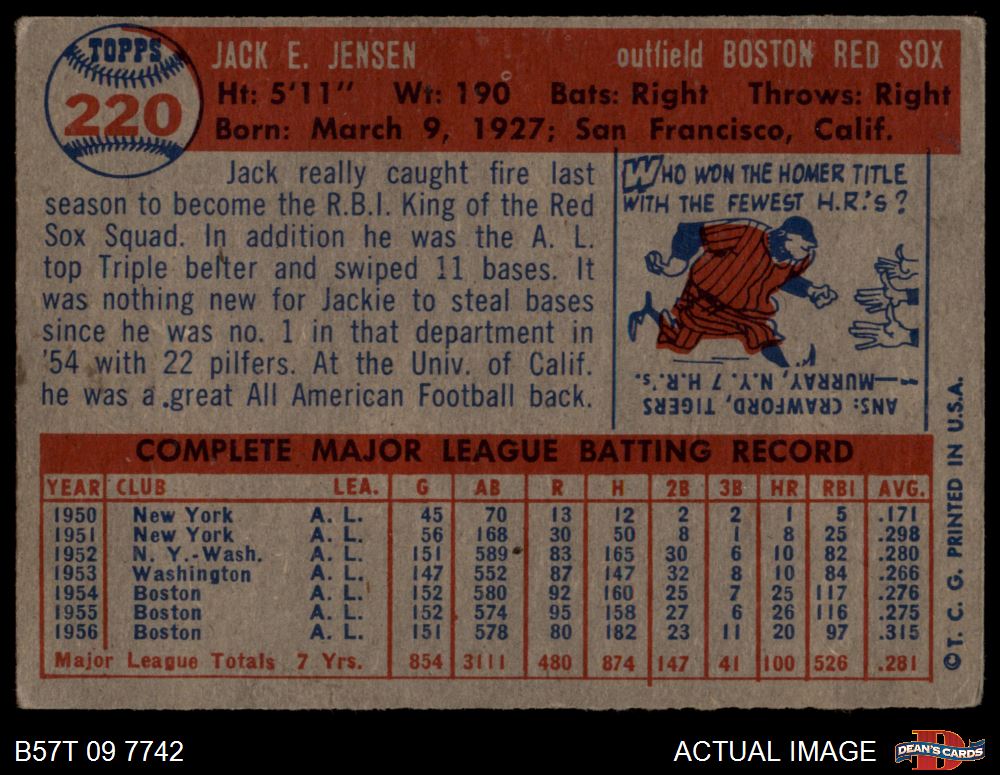 TOPPS
220
JACK E. JENSEN outfield BOSTON RED SOX
Ht: 5'11" Wt: 190 Bats: Right Throws: Right
Born: March 9, 1927; San Francisco, Calif.
Jack really caught fire last
season to become the R.B.I. King of the Red
Sox Squad. In addition he was the A. L.
top Triple belter and swiped 11 bases. It
was nothing new for Jackie to steal bases
since he was no. 1 in that department in
'54 with 22 pilfers. At the Univ. of Calif.
he was a great All American Football back.
WHO WON THE HOMER TITLE
WITH THE FEWEST H.R.'S?
ANS: CRAWFORD, TIGERS
--MURRAY, N.Y. 7 H.R.'s.
COMPLETE MAJOR LEAGUE BATTING RECORD
YEAR CLUB LEA. G AB R H 2B 3B HR RBI AVG.
1950 New York A. L. 45 70 13 12 2 2 1 5 .171
1951 New York A. L. 56 168 30 50 8 1 8 25 .298
1952 N. Y.-Wash. A. L. 151 589 83 165 30 6 10 82 .280
1953 Washington A. L. 147 552 87 147 32 8 10 84 .266
1954 Boston A. L. 152 580 92 160 25 7 25 117 .276
1955 Boston A. L. 152 574 95 158 27 6 26 116 .275
1956 Boston A. L. 151 578 80 182 23 11 20 97 .315
Major League Totals 7 Yrs. 854 3111 480 874 147 41 100 526 .281
© T. C. G. PRINTED IN U.S.A.
B57T 09 7742
ACTUAL IMAGE
D
DEAN'S CARDS